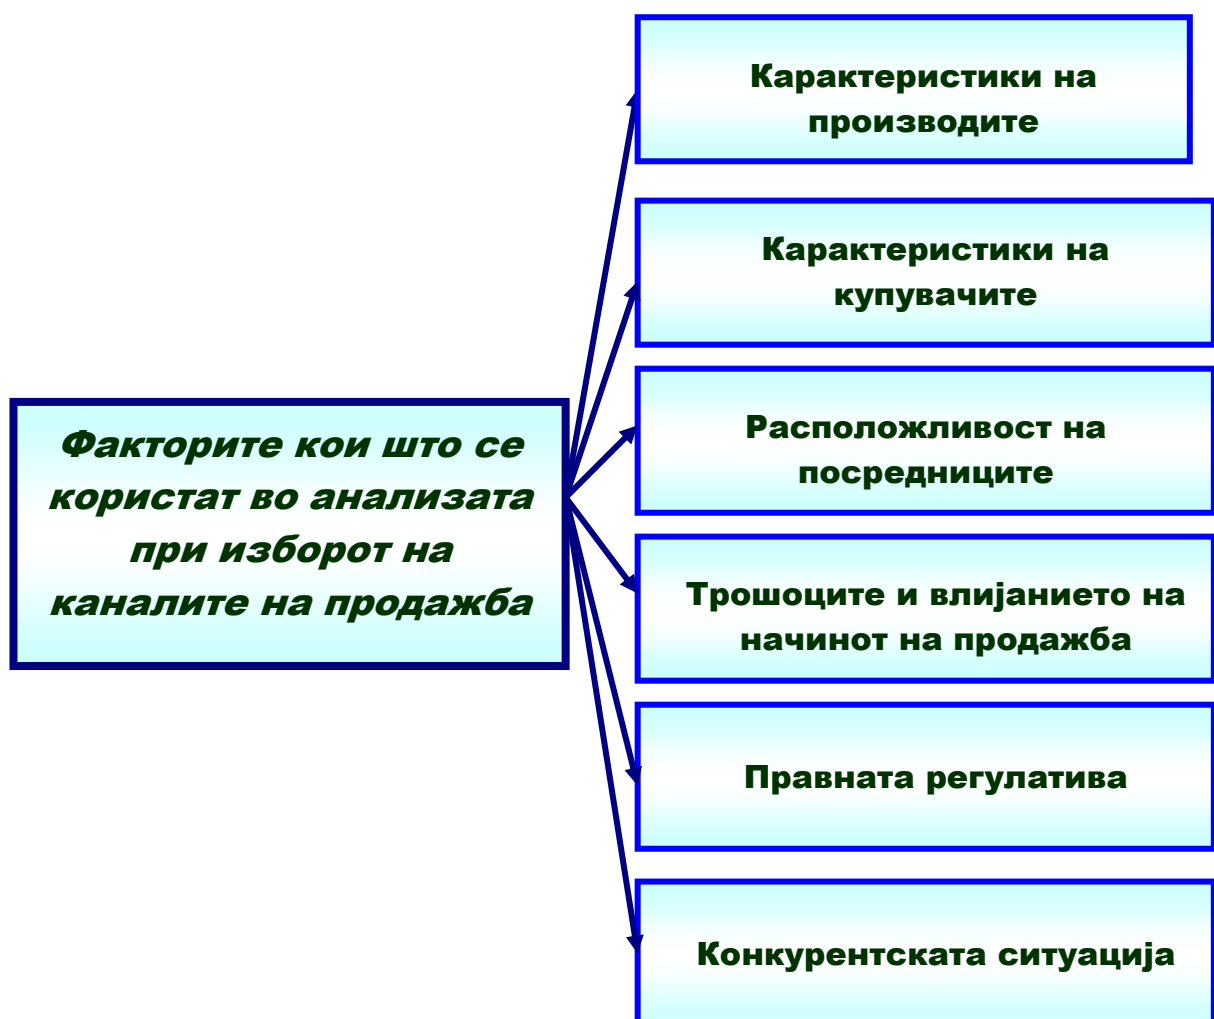 Карактеристики на
производите
Карактеристики на
купувачите
Факторите кои што се
користат во анализата
при изборот на
каналите на продажба
Расположливост на
посредниците
Трошоците и влијанието на
начинот на продажба
Правната регулатива
Конкурентската ситуација